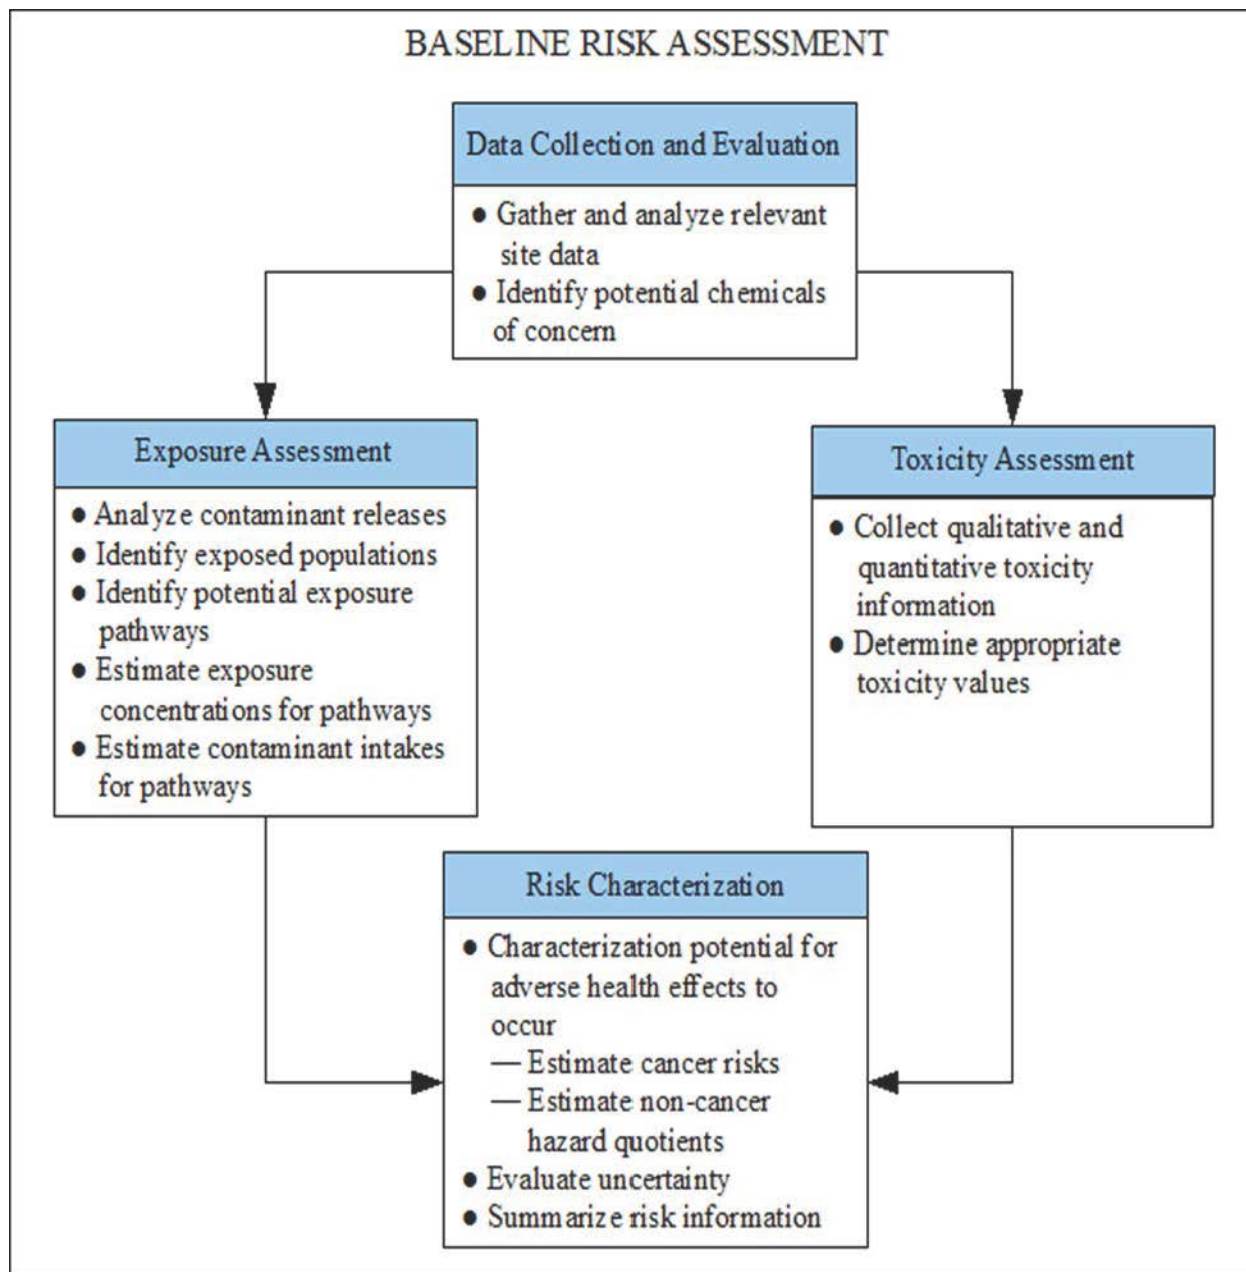 BASELINE RISK ASSESSMENT
Data Collection and Evaluation
● Gather and analyze relevant
site data
● Identify potential chemicals
of concern
Exposure Assessment
● Analyze contaminant releases
● Identify exposed populations
● Identify potential exposure
pathways
● Estimate exposure
concentrations for pathways
● Estimate contaminant intakes
for pathways
Toxicity Assessment
● Collect qualitative and
quantitative toxicity
information
● Determine appropriate
toxicity values
Risk Characterization
● Characterization potential for
adverse health effects to
occur
— Estimate cancer risks
— Estimate non-cancer
hazard quotients
● Evaluate uncertainty
● Summarize risk information